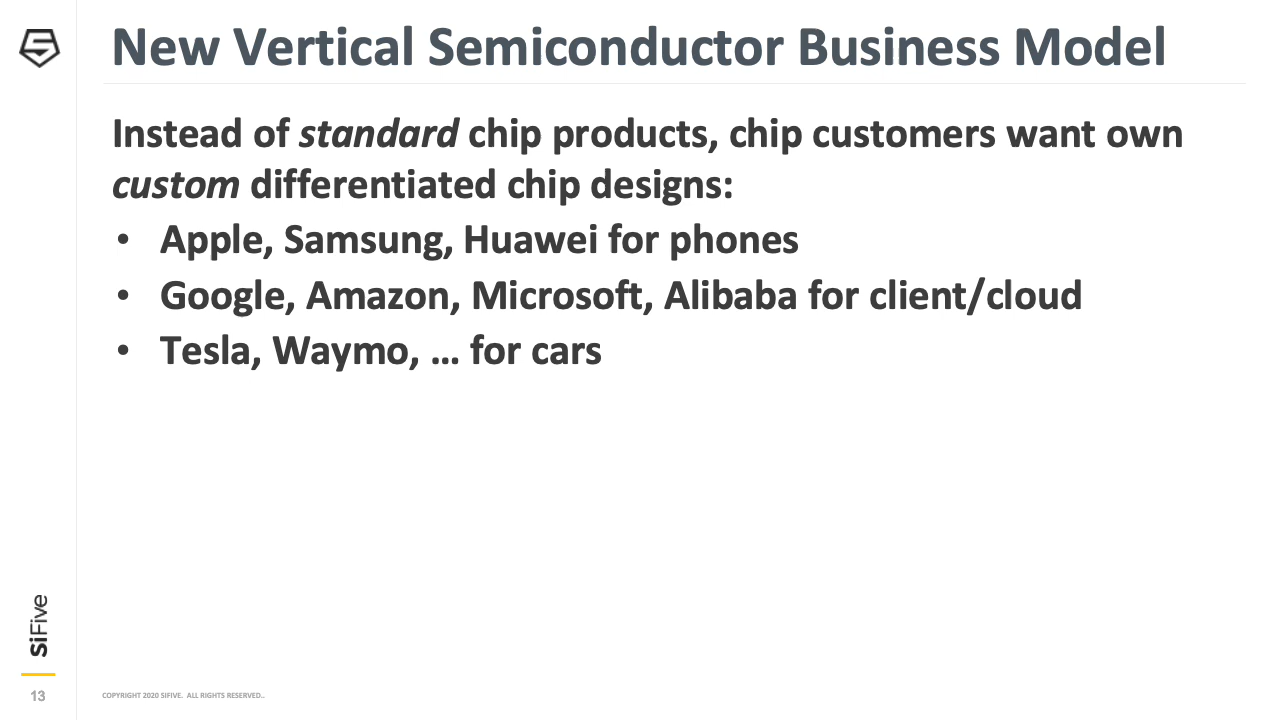 New Vertical Semiconductor Business Model
Instead of standard chip products, chip customers want own
custom differentiated chip designs:
• Apple, Samsung, Huawei for phones
• Google, Amazon, Microsoft, Alibaba for client/cloud
• Tesla, Waymo, ... for cars
SiFive
13
COPYRIGHT 2020 SIFIVE. ALL RIGHTS RESERVED..